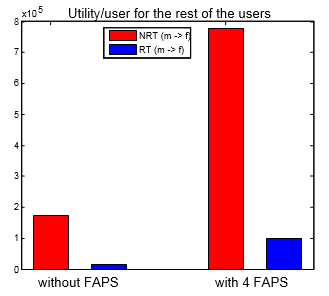 Utility/user for the rest of the users
x10^5
8
7
6
5
4
3
2
1
0
NRT (m -> f)
RT (m -> f)
without FAPS
with 4 FAPS